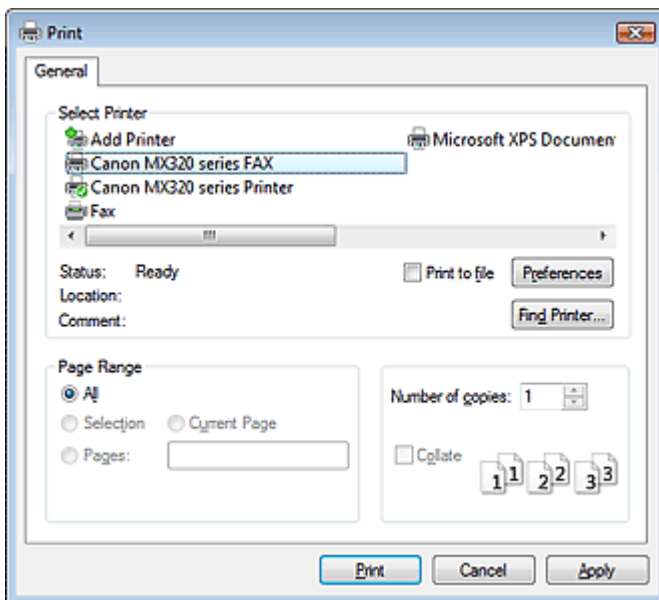 Print
General
Select Printer
Add Printer
Microsoft XPS Documen
Canon MX320 series FAX
Canon MX320 series Printer
Fax
Status: Ready
Print to file
Preferences
Location:
Comment:
Find Printer...
Page Range
All
Selection
Current Page
Pages:
Number of copies: 1
Collate
1 1 2 2 3 3
Print
Cancel
Apply